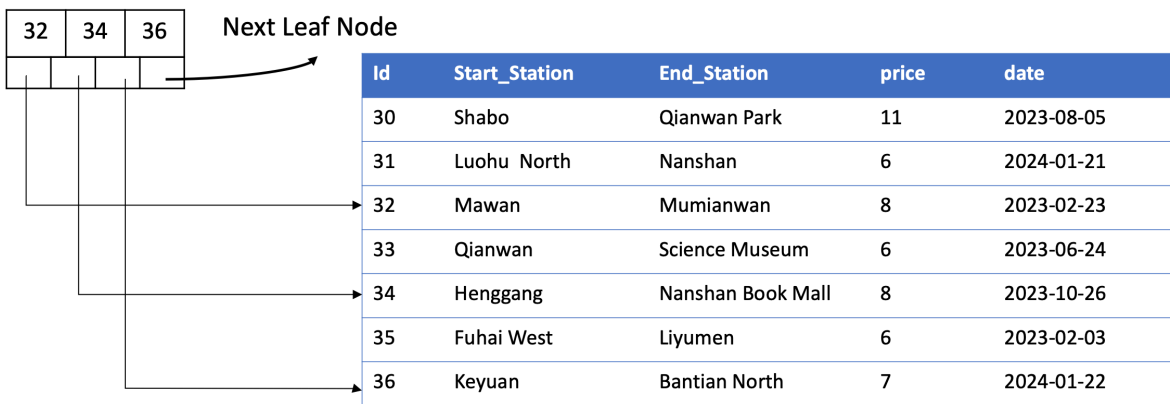 32 34 36 Next Leaf Node
Id Start_Station End_Station price date
30 Shabo Qianwan Park 11 2023-08-05
31 Luohu North Nanshan 6 2024-01-21
32 Mawan Mumianwan 8 2023-02-23
33 Qianwan Science Museum 6 2023-06-24
34 Henggang Nanshan Book Mall 8 2023-10-26
35 Fuhai West Liyumen 6 2023-02-03
36 Keyuan Bantian North 7 2024-01-22